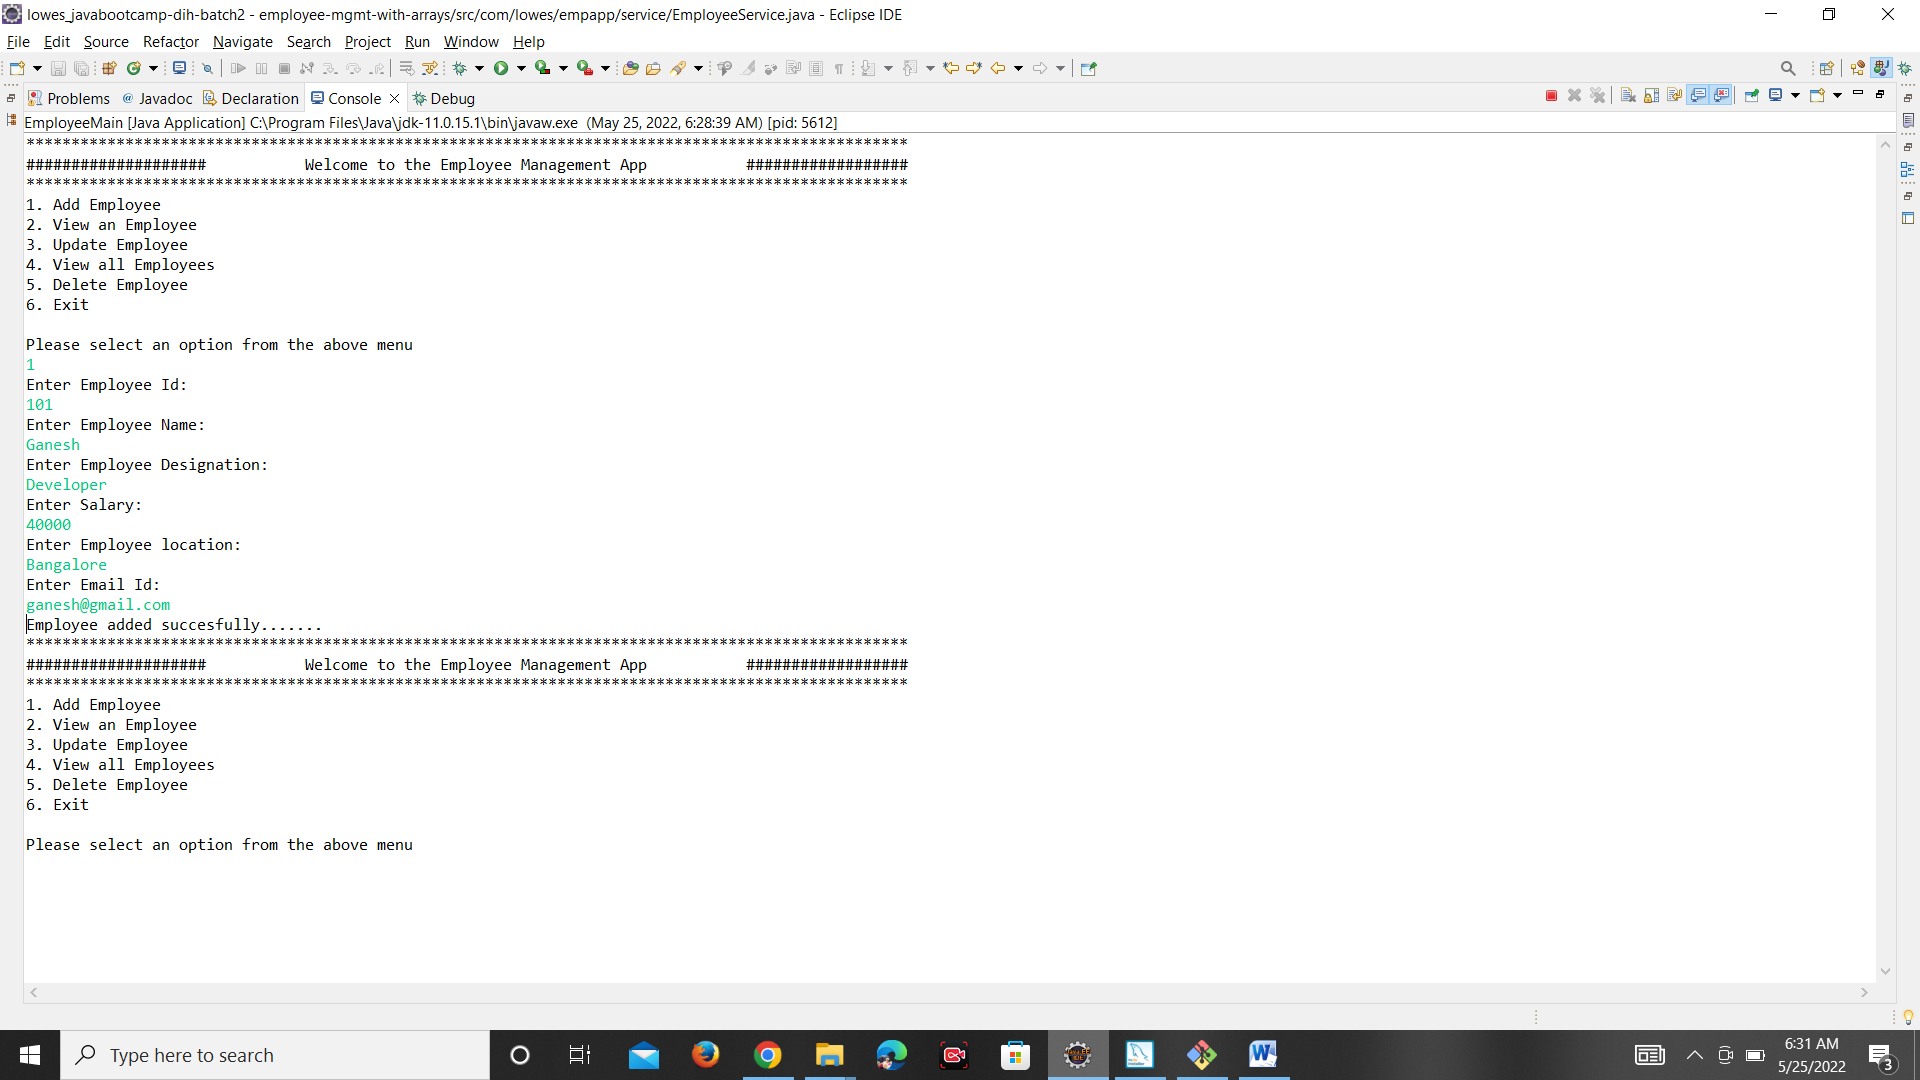 lowes_javabootcamp-dih-batch2 - employee-mgmt-with-arrays/src/com/lowes/empapp/service/EmployeeService.java - Eclipse IDE
File Edit Source Refactor Navigate Search Project Run Window Help
Problems @ Javadoc Declaration Console Debug
EmployeeMain [Java Application] C:\Program Files\Java\jdk-11.0.15.1\bin\javaw.exe (May 25, 2022, 6:28:39 AM) [pid: 5612]
**************************************************************************************************
#################### Welcome to the Employee Management App ##################
**************************************************************************************************
1. Add Employee
2. View an Employee
3. Update Employee
4. View all Employees
5. Delete Employee
6. Exit
Please select an option from the above menu
1
Enter Employee Id:
101
Enter Employee Name:
Ganesh
Enter Employee Designation:
Developer
Enter Salary:
40000
Enter Employee location:
Bangalore
Enter Email Id:
ganesh@gmail.com
Employee added succesfully.......
**************************************************************************************************
#################### Welcome to the Employee Management App ##################
**************************************************************************************************
1. Add Employee
2. View an Employee
3. Update Employee
4. View all Employees
5. Delete Employee
6. Exit
Please select an option from the above menu
Type here to search
6:31 AM
5/25/2022
3